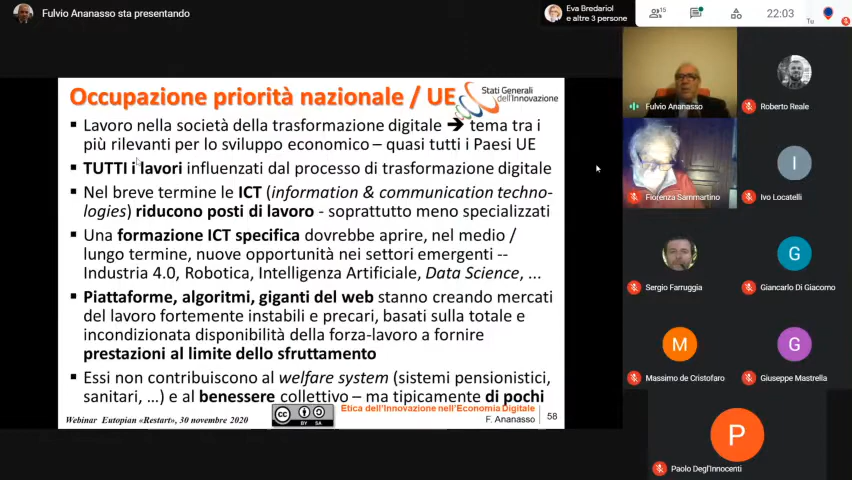 Fulvio Ananasso sta presentando
Eva Bredariol
e altre 3 persone
15
22:03
Te
Occupazione priorità nazionale / UE
Stati Generali
dell'Innovazione
▪ Lavoro nella società della trasformazione digitale ➔ tema tra i
più rilevanti per lo sviluppo economico – quasi tutti i Paesi UE
▪ TUTTI i lavori influenzati dal processo di trasformazione digitale
▪ Nel breve termine le ICT (information & communication techno-
logies) riducono posti di lavoro - soprattutto meno specializzati
▪ Una formazione ICT specifica dovrebbe aprire, nel medio /
lungo termine, nuove opportunità nei settori emergenti --
Industria 4.0, Robotica, Intelligenza Artificiale, Data Science, ...
▪ Piattaforme, algoritmi, giganti del web stanno creando mercati
del lavoro fortemente instabili e precari, basati sulla totale e
incondizionata disponibilità della forza-lavoro a fornire
prestazioni al limite dello sfruttamento
▪ Essi non contribuiscono al welfare system (sistemi pensionistici,
sanitari, ...) e al benessere collettivo – ma tipicamente di pochi
Webinar Eutopian «Restart», 30 novembre 2020
cc
BY SA
Etica dell'Innovazione nell'Economia Digitale
F. Ananasso
58
Fulvio Ananasso
Roberto Reale
Fiorenza Sammartino
I
Ivo Locatelli
Sergio Farruggia
G
Giancarlo Di Giacomo
M
Massimo de Cristofaro
G
Giuseppe Mastrella
P
Paolo Degl'Innocenti